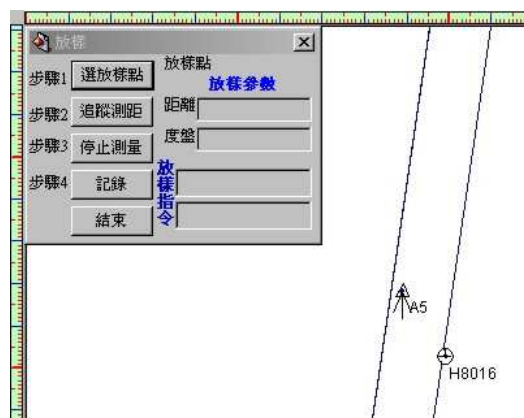 放樣
步驟1 選放樣點 放樣點
放樣參數
步驟2 追蹤測距 距離
步驟3 停止測量 度盤
步驟4 記錄 放樣指令
結束
A5
H8016